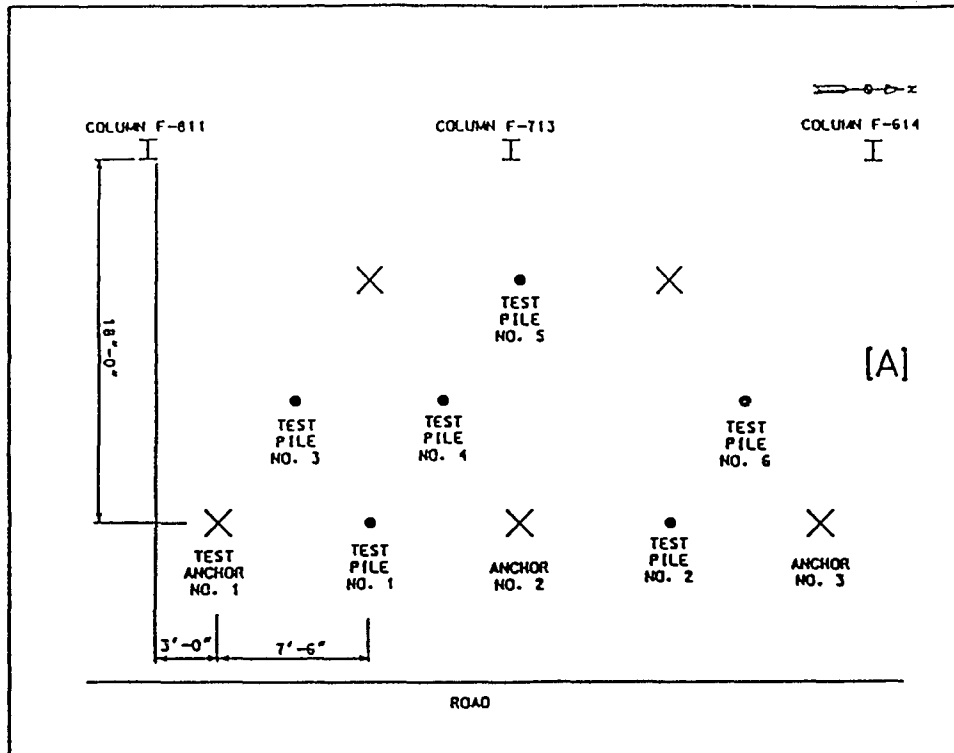 COLUMN F-811
COLUMN F-713
COLUMN F-614
TEST
PILE
NO. 5
[A]
18'-0"
TEST
PILE
NO. 3
TEST
PILE
NO. 4
TEST
PILE
NO. 6
TEST
ANCHOR
NO. 1
TEST
PILE
NO. 1
ANCHOR
NO. 2
TEST
PILE
NO. 2
ANCHOR
NO. 3
3'-0"
7'-6"
ROAD